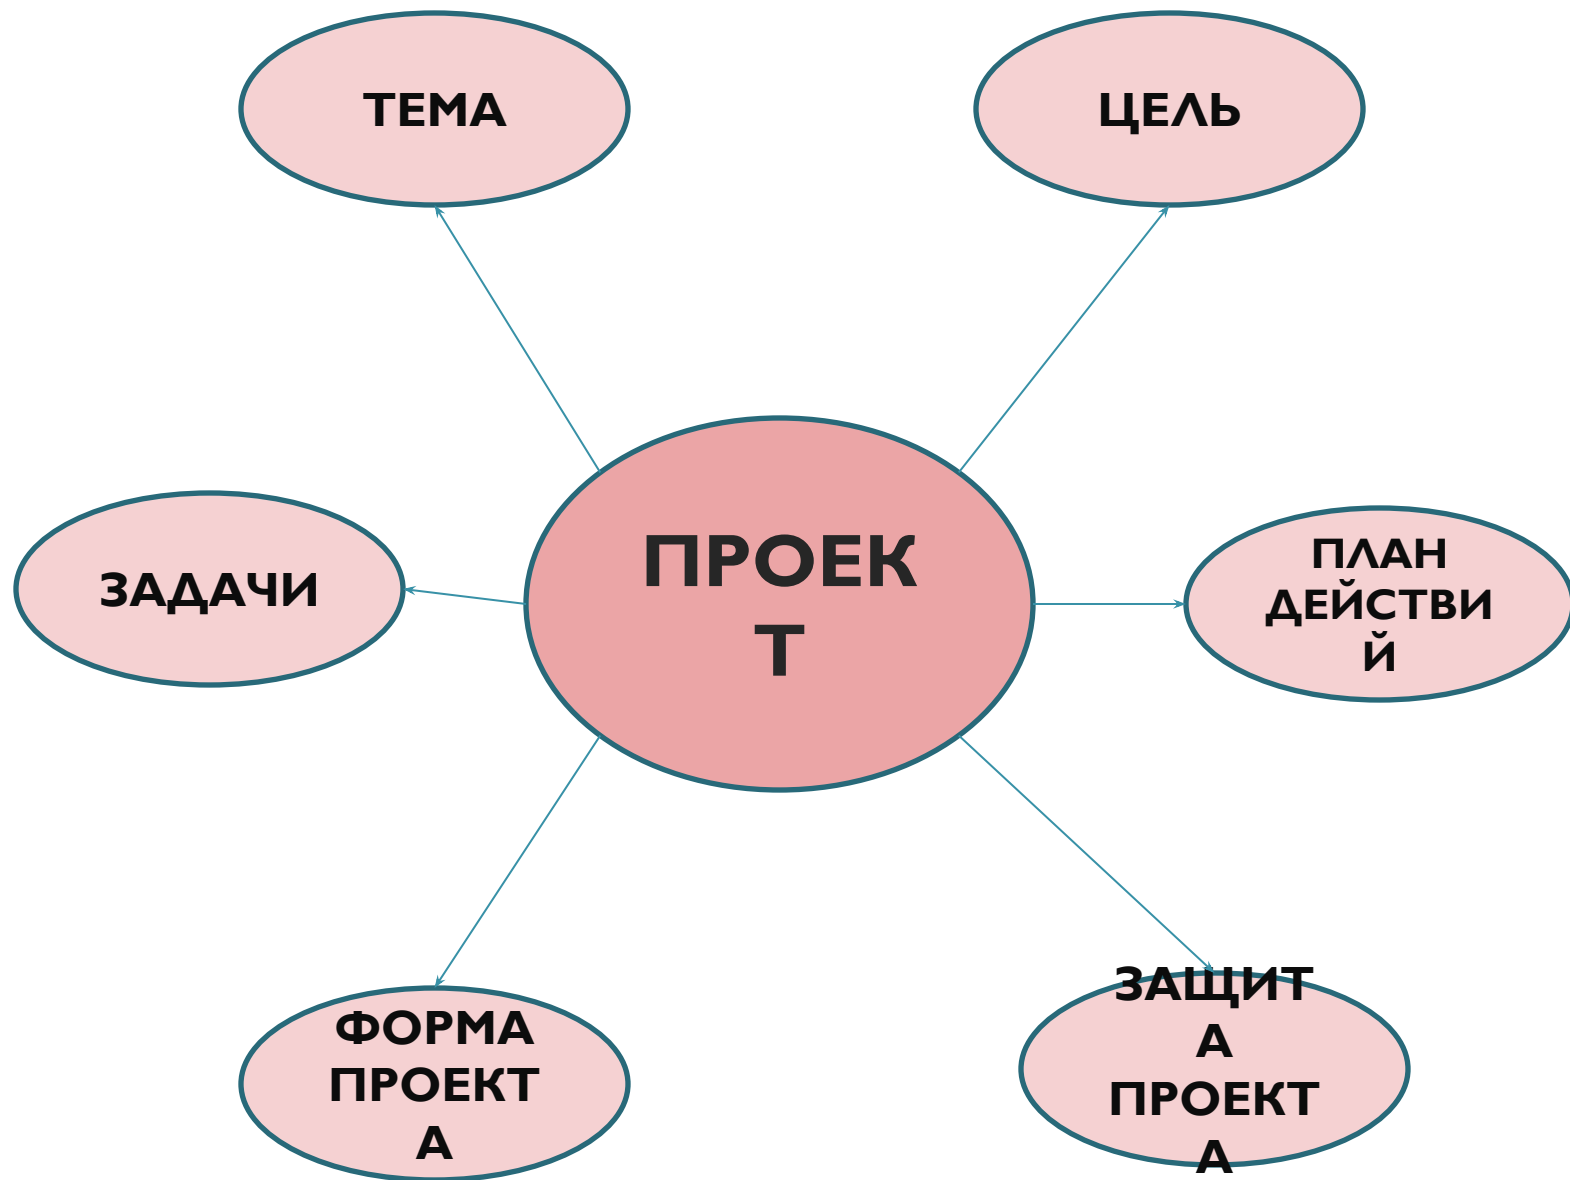 ТЕМА
ЦЕЛЬ
ПРОЕК
Т
ЗАДАЧИ
ПЛАН
ДЕЙСТВИ
Й
ФОРМА
ПРОЕКТ
А
ЗАЩИТ
А
ПРОЕКТ
А